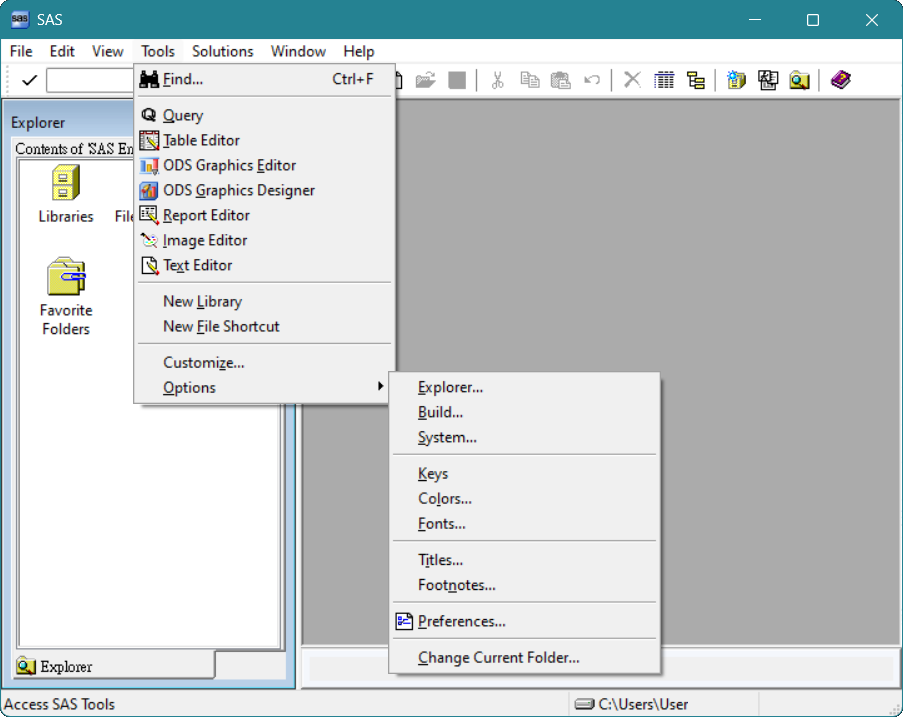 sas SAS
File Edit View Tools Solutions Window Help
Find... Ctrl+F
Explorer
Query
Table Editor
Contents of 'SAS En
ODS Graphics Editor
ODS Graphics Designer
Libraries
Report Editor
Image Editor
Text Editor
New Library
Favorite
Folders
New File Shortcut
Customize...
Options
Explorer...
Build...
System...
Keys
Colors...
Fonts...
Titles...
Footnotes...
Preferences...
Change Current Folder...
Explorer
Access SAS Tools C:\Users\User